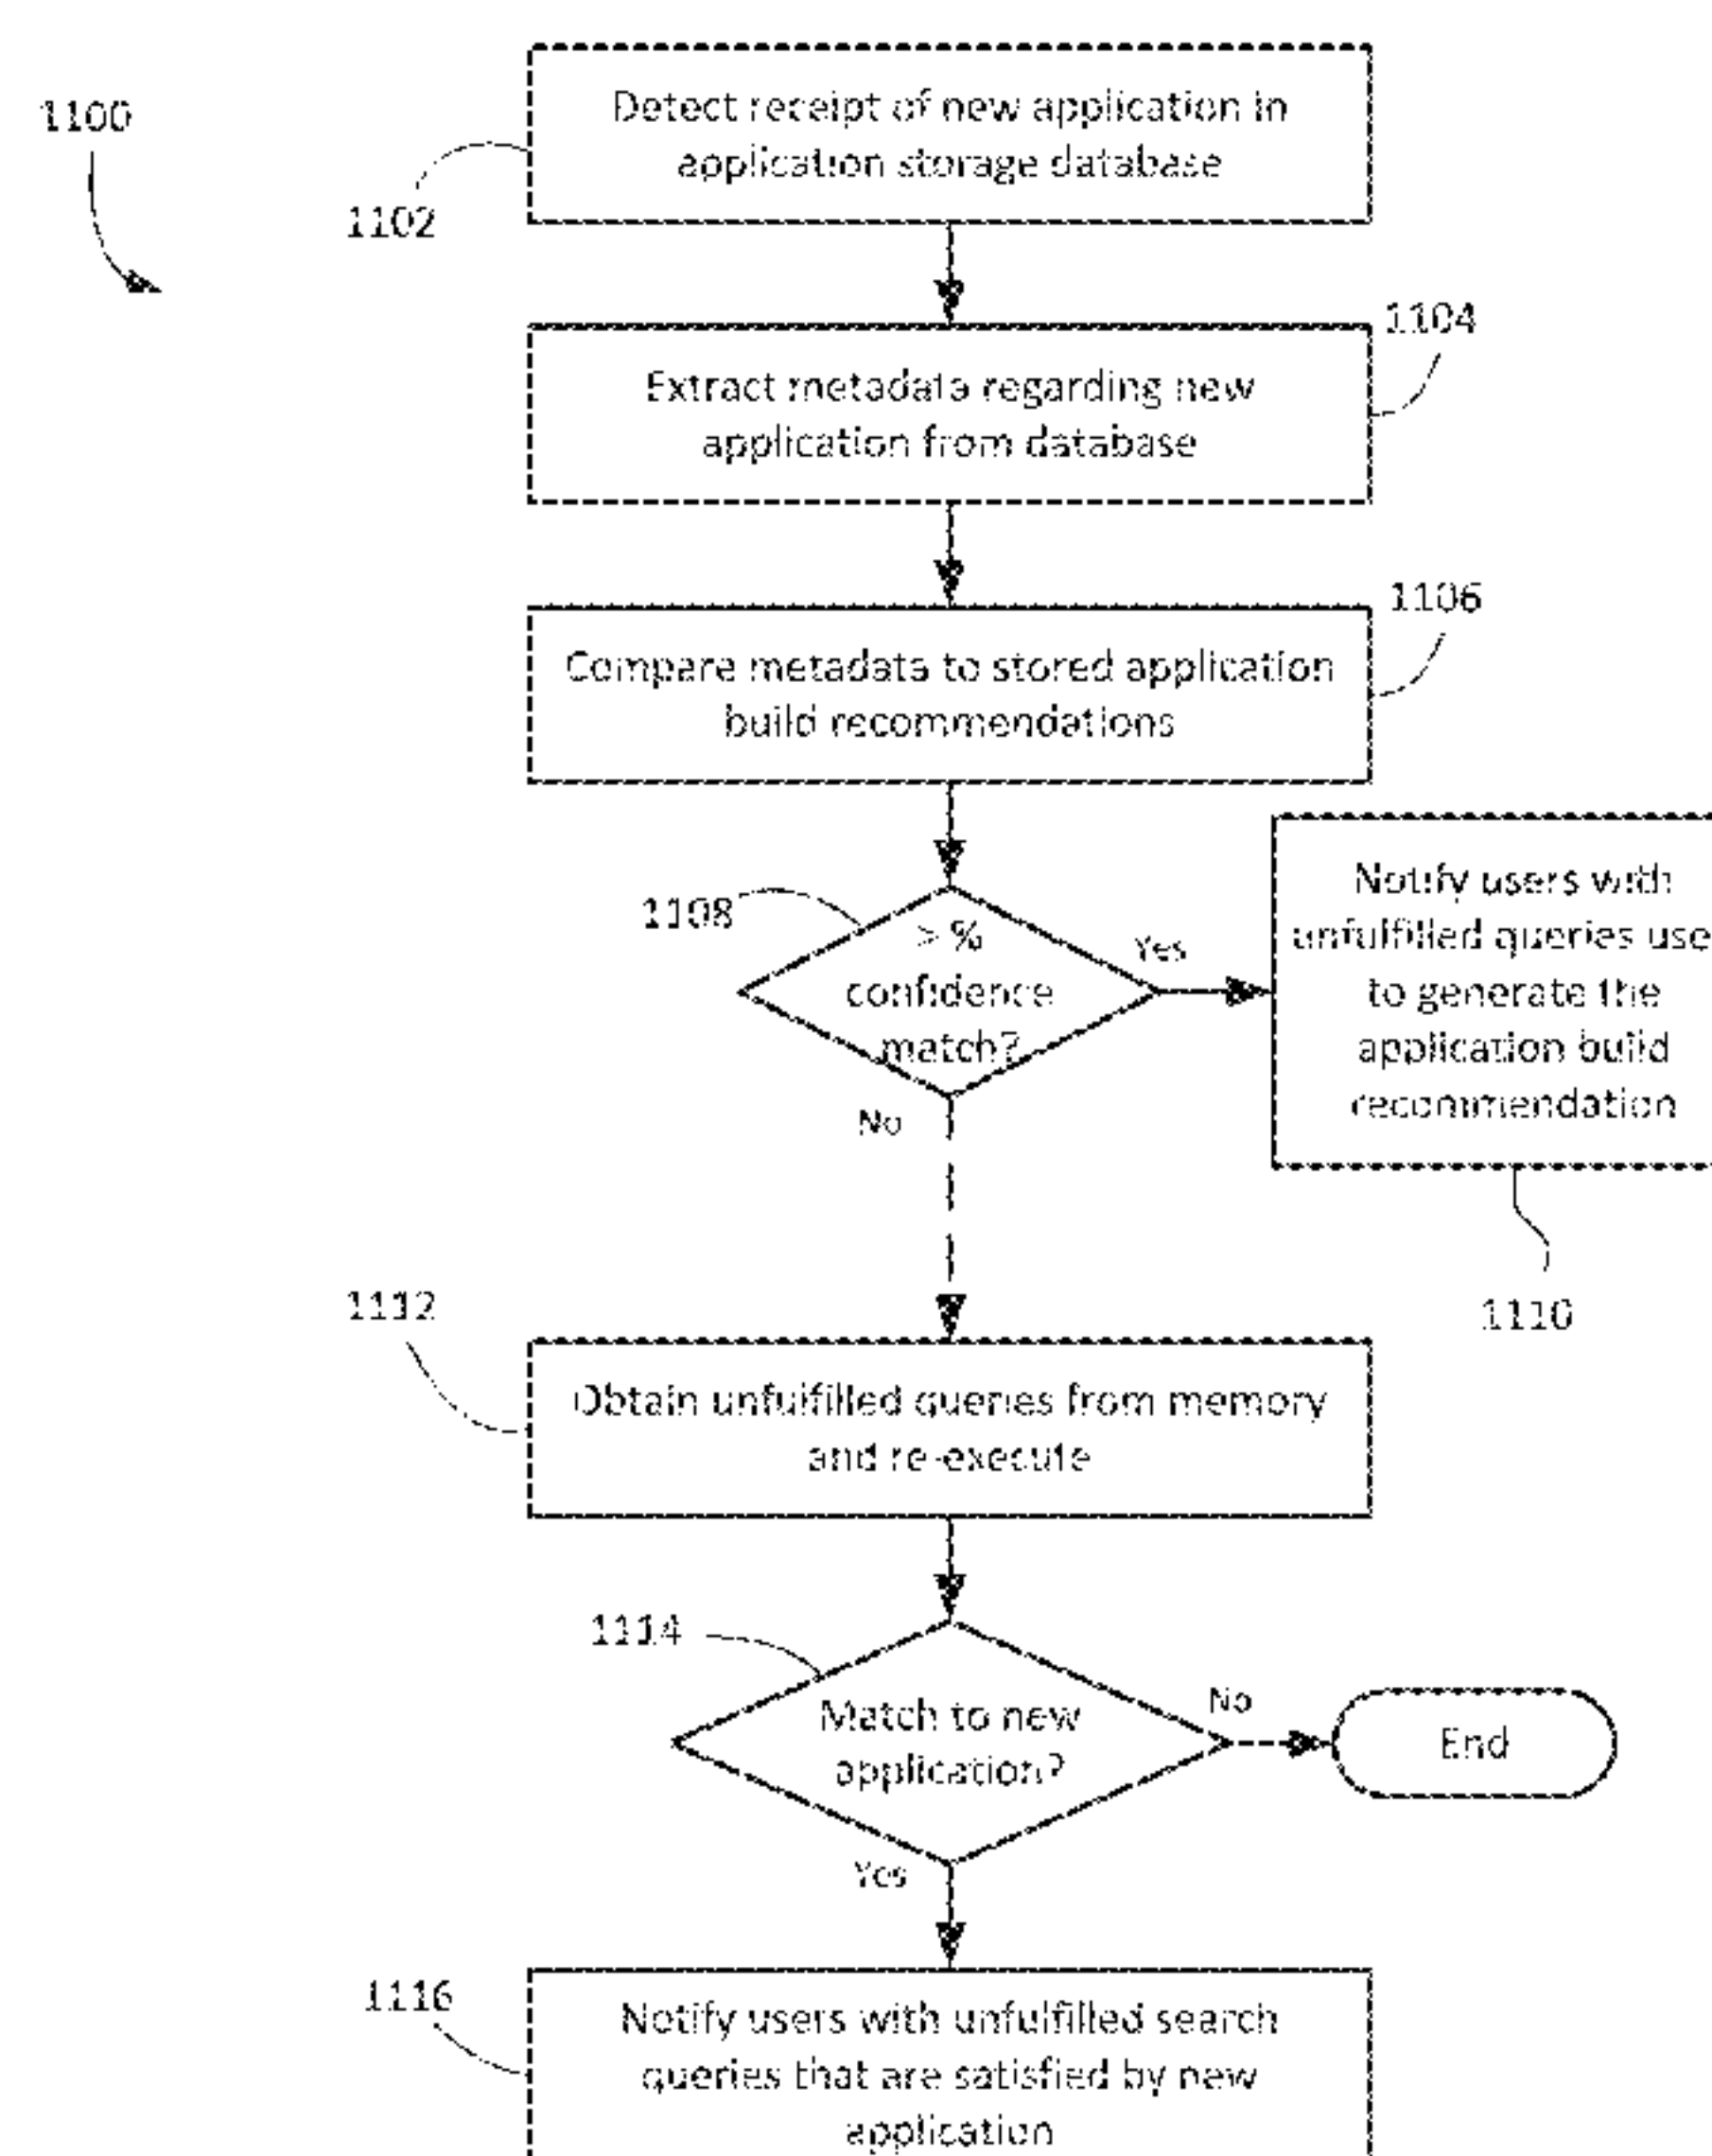 1100
Detect receipt of new application in
application storage database
1102
1104
Extract metadata regarding new
application from database
1106
Compare metadata to stored application
build recommendations
1108
> %
confidence
match?
Yes
No
Notify users with
unfulfilled queries use
to generate the
application build
recommendation
1110
1112
Obtain unfulfilled queries from memory
and re-execute
1114
Match to new
application?
No
End
Yes
1116
Notify users with unfulfilled search
queries that are satisfied by new
application